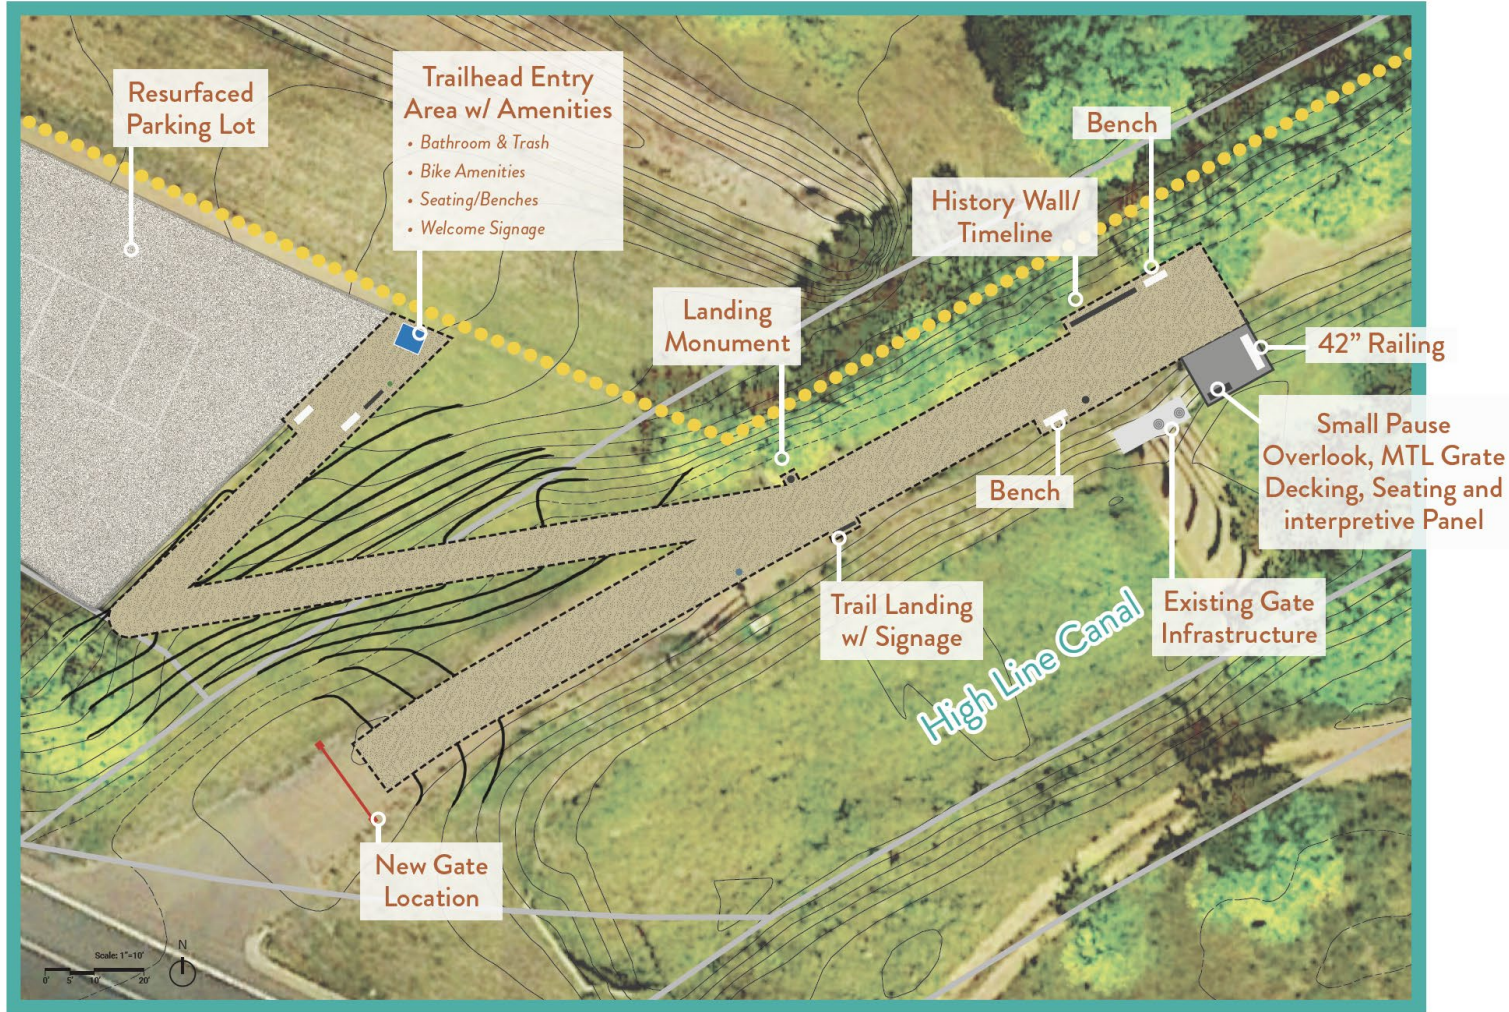 Resurfaced
Parking Lot
Trailhead Entry
Area w/ Amenities
• Bathroom & Trash
• Bike Amenities
• Seating/Benches
• Welcome Signage
Bench
History Wall/
Timeline
Landing
Monument
42” Railing
Small Pause
Overlook, MTL Grate
Decking, Seating and
interpretive Panel
Bench
Trail Landing
w/ Signage
Existing Gate
Infrastructure
High Line Canal
New Gate
Location
Scale: 1"=10'
0' 5' 10' 20'
N